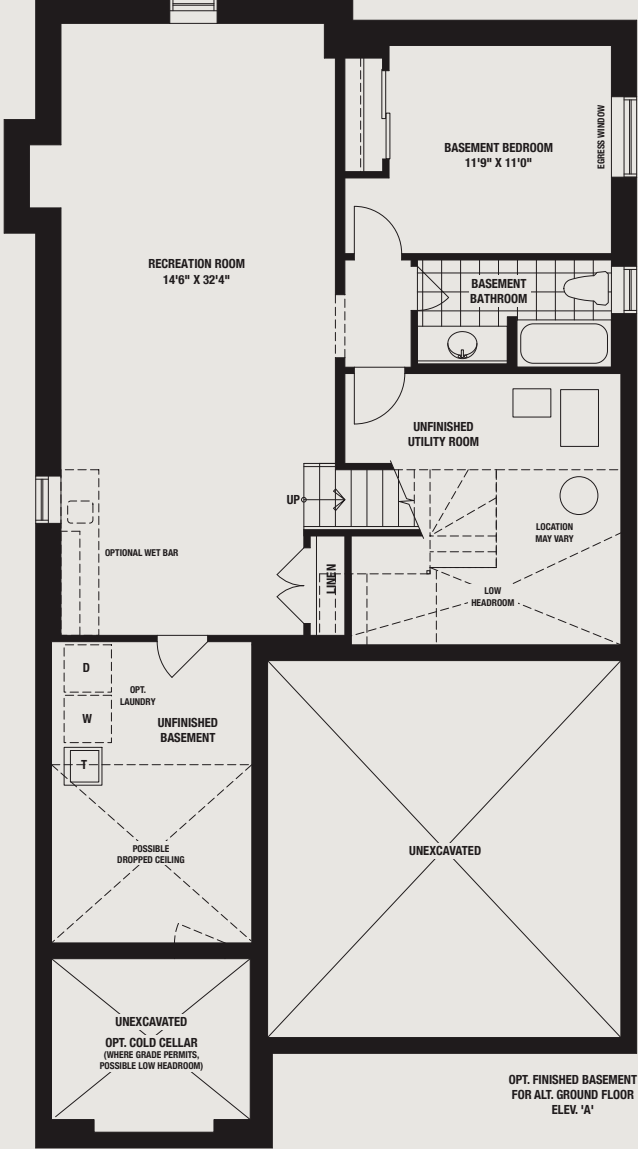 BASEMENT BEDROOM
11'9" X 11'0"
EGRESS WINDOW
RECREATION ROOM
14'6" X 32'4"
BASEMENT
BATHROOM
UNFINISHED
UTILITY ROOM
UP
LOCATION
MAY VARY
OPTIONAL WET BAR
LINEN
LOW
HEADROOM
D
OPT.
LAUNDRY
W
UNFINISHED
BASEMENT
T
POSSIBLE
DROPPED CEILING
UNEXCAVATED
UNEXCAVATED
OPT. COLD CELLAR
(WHERE GRADE PERMITS,
POSSIBLE LOW HEADROOM)
OPT. FINISHED BASEMENT
FOR ALT. GROUND FLOOR
ELEV. 'A'